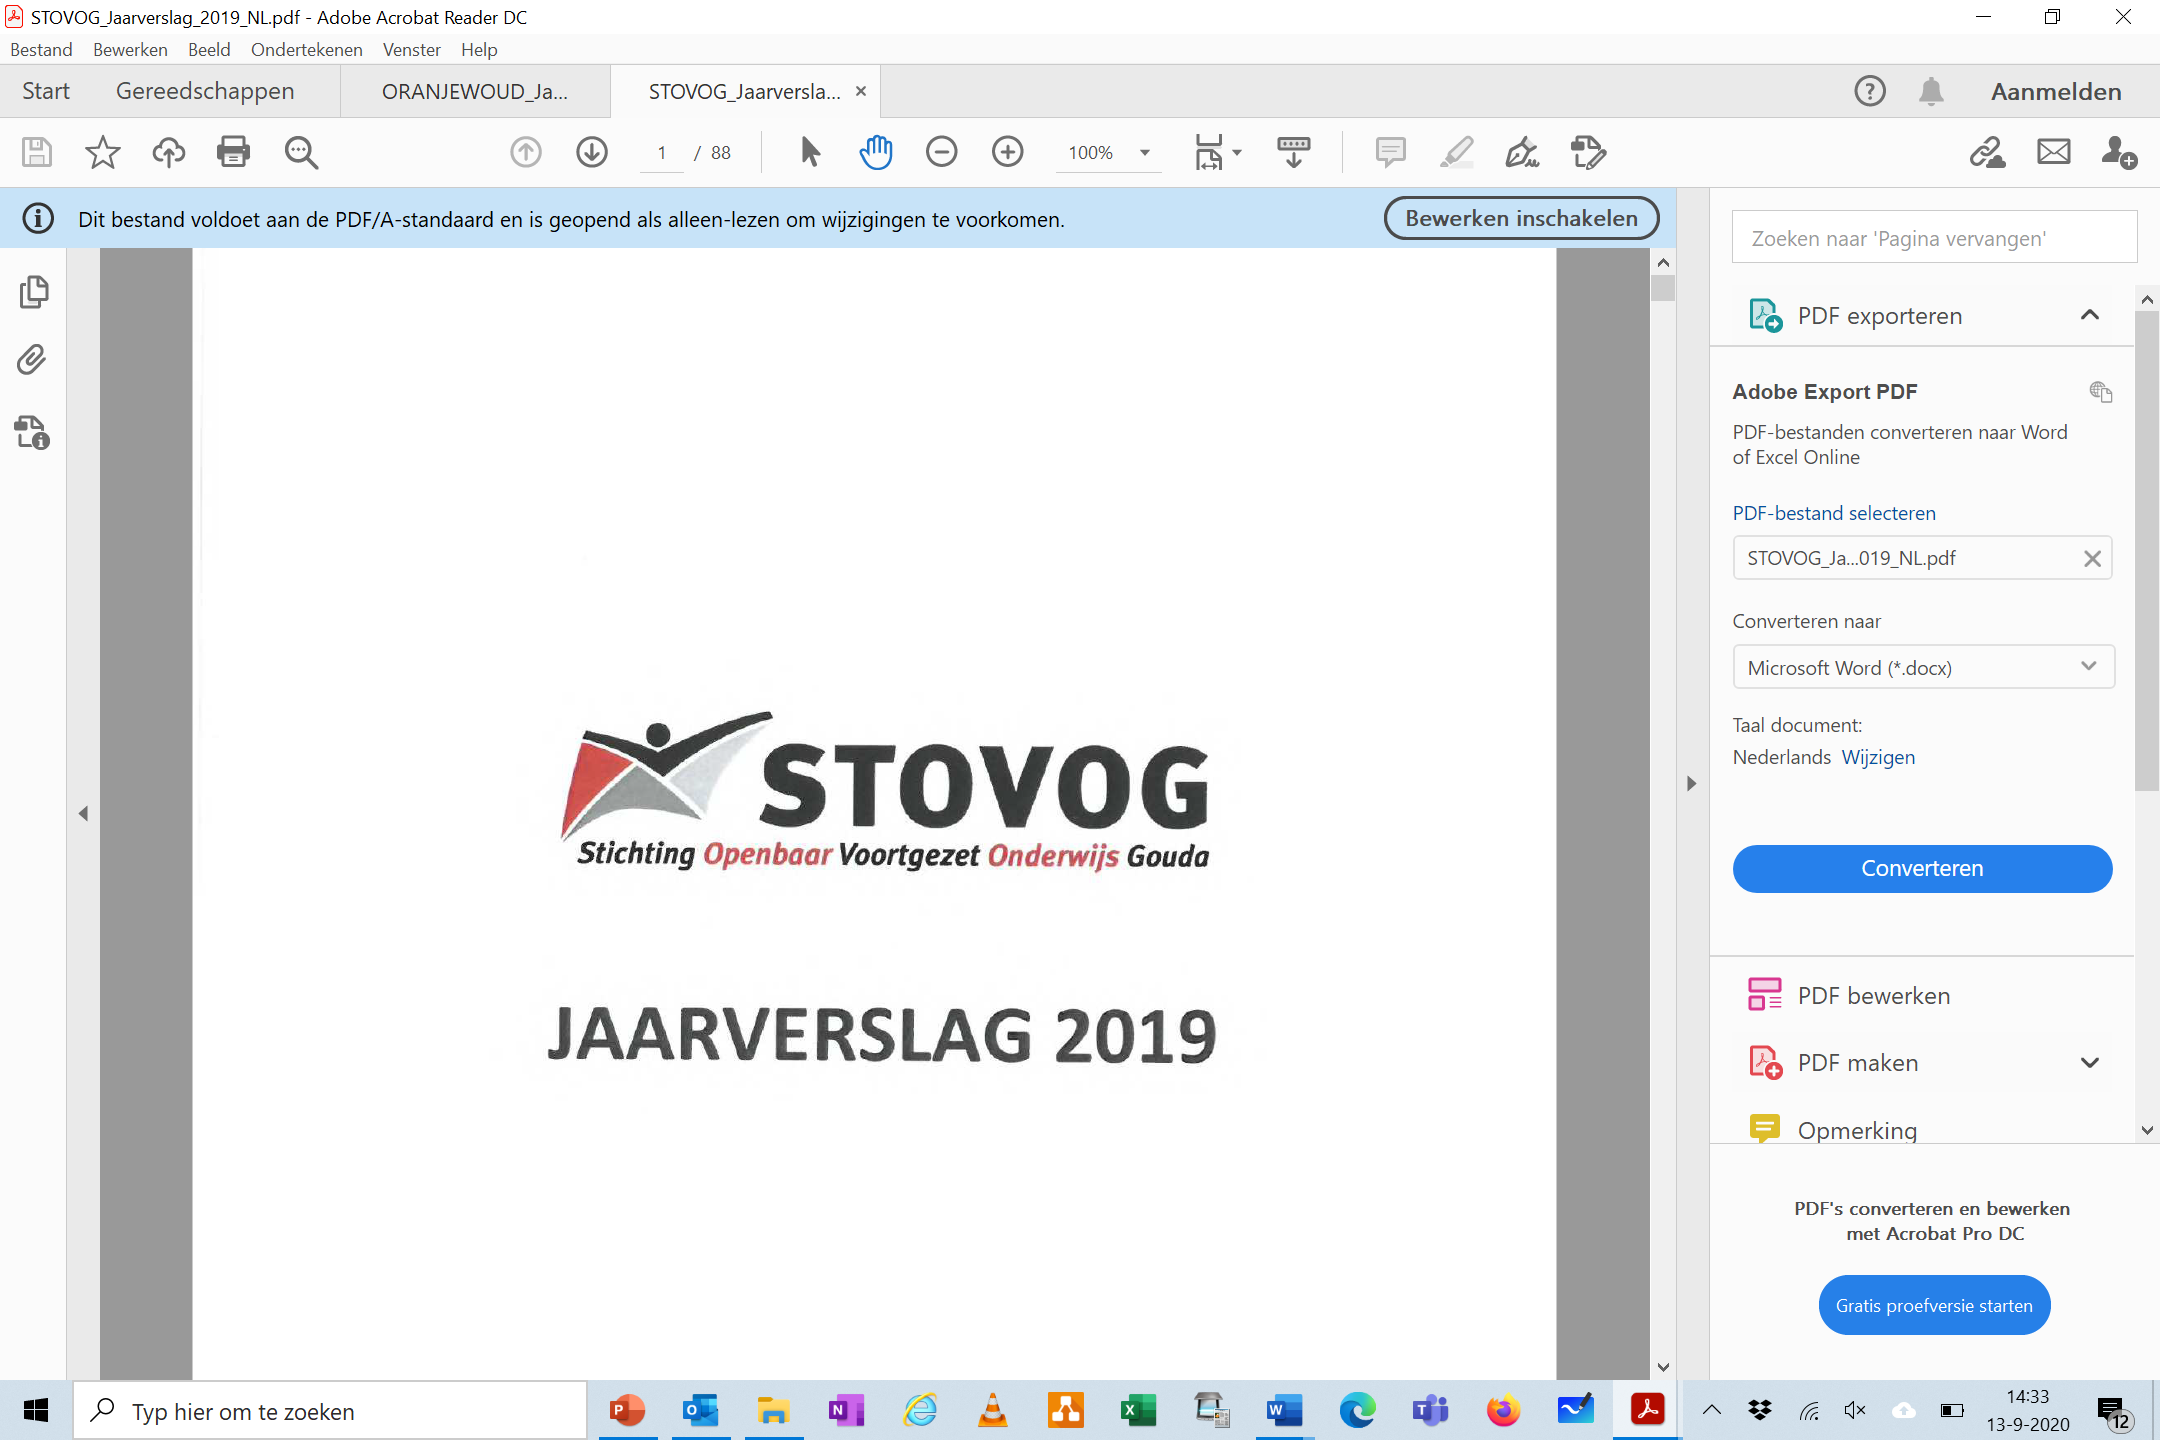 STOVOG_Jaarverslag_2019_NL.pdf - Adobe Acrobat Reader DC
Bestand Bewerken Beeld Ondertekenen Venster Help
Start Gereedschappen ORANJEWOUD_Ja... STOVOG_Jaarversla... Aanmelden
1 / 88 100%
Dit bestand voldoet aan de PDF/A-standaard en is geopend als alleen-lezen om wijzigingen te voorkomen. Bewerken inschakelen
STOVOG
Stichting Openbaar Voortgezet Onderwijs Gouda
JAARVERSLAG 2019
Zoeken naar 'Pagina vervangen'
PDF exporteren
Adobe Export PDF
PDF-bestanden converteren naar Word
of Excel Online
PDF-bestand selecteren
STOVOG_Ja...019_NL.pdf
Converteren naar
Microsoft Word (*.docx)
Taal document:
Nederlands Wijzigen
Converteren
PDF bewerken
PDF maken
Opmerking
PDF's converteren en bewerken
met Acrobat Pro DC
Gratis proefversie starten
Typ hier om te zoeken
14:33
13-9-2020
12